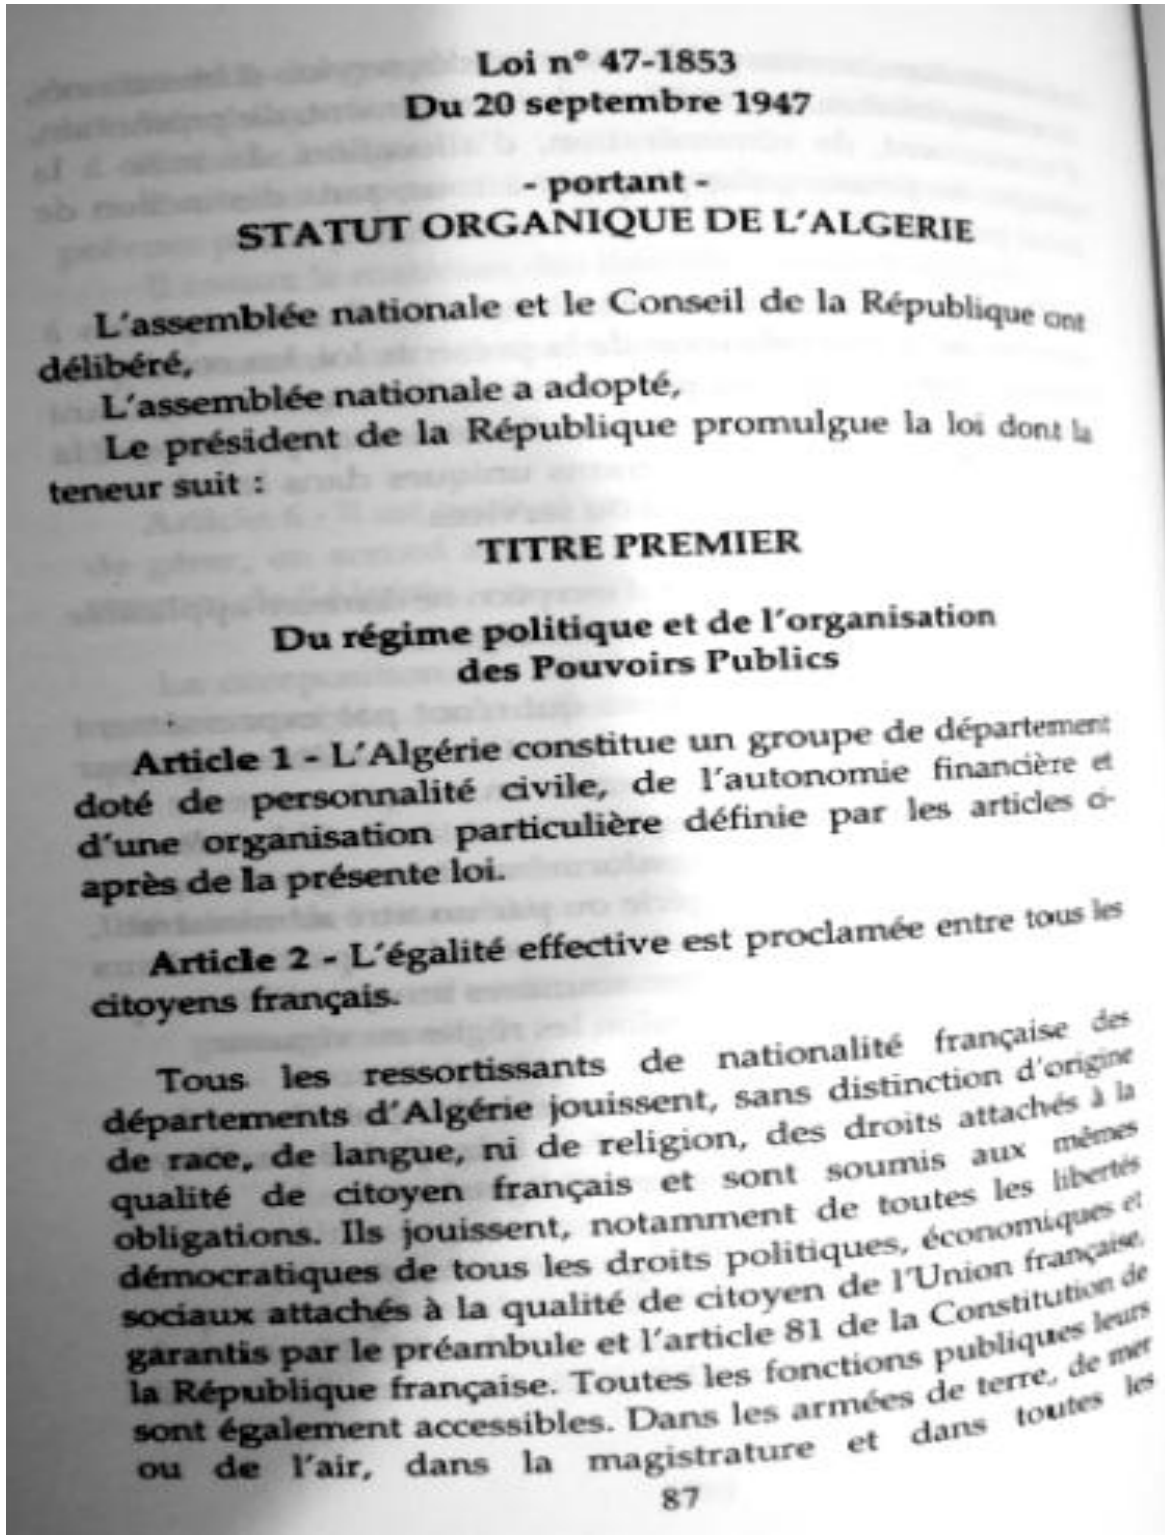 Loi n° 47-1853
Du 20 septembre 1947
- portant -
STATUT ORGANIQUE DE L'ALGERIE
L'assemblée nationale et le Conseil de la République ont
délibéré,
L'assemblée nationale a adopté,
Le président de la République promulgue la loi dont la
teneur suit :
TITRE PREMIER
Du régime politique et de l'organisation
des Pouvoirs Publics
Article 1 - L'Algérie constitue un groupe de département
doté de personnalité civile, de l'autonomie financière et
d'une organisation particulière définie par les articles ci-
après de la présente loi.
Article 2 - L'égalité effective est proclamée entre tous les
citoyens français.
Tous les ressortissants de nationalité française des
départements d'Algérie jouissent, sans distinction d'origine
de race, de langue, ni de religion, des droits attachés à la
qualité de citoyen français et sont soumis aux mêmes
obligations. Ils jouissent, notamment de toutes les libertés
démocratiques de tous les droits politiques, économiques et
sociaux attachés à la qualité de citoyen de l'Union française,
garantis par le préambule et l'article 81 de la Constitution de
la République française. Toutes les fonctions publiques leurs
sont également accessibles. Dans les armées de terre, de mer
ou de l'air, dans la magistrature et dans toutes les
87